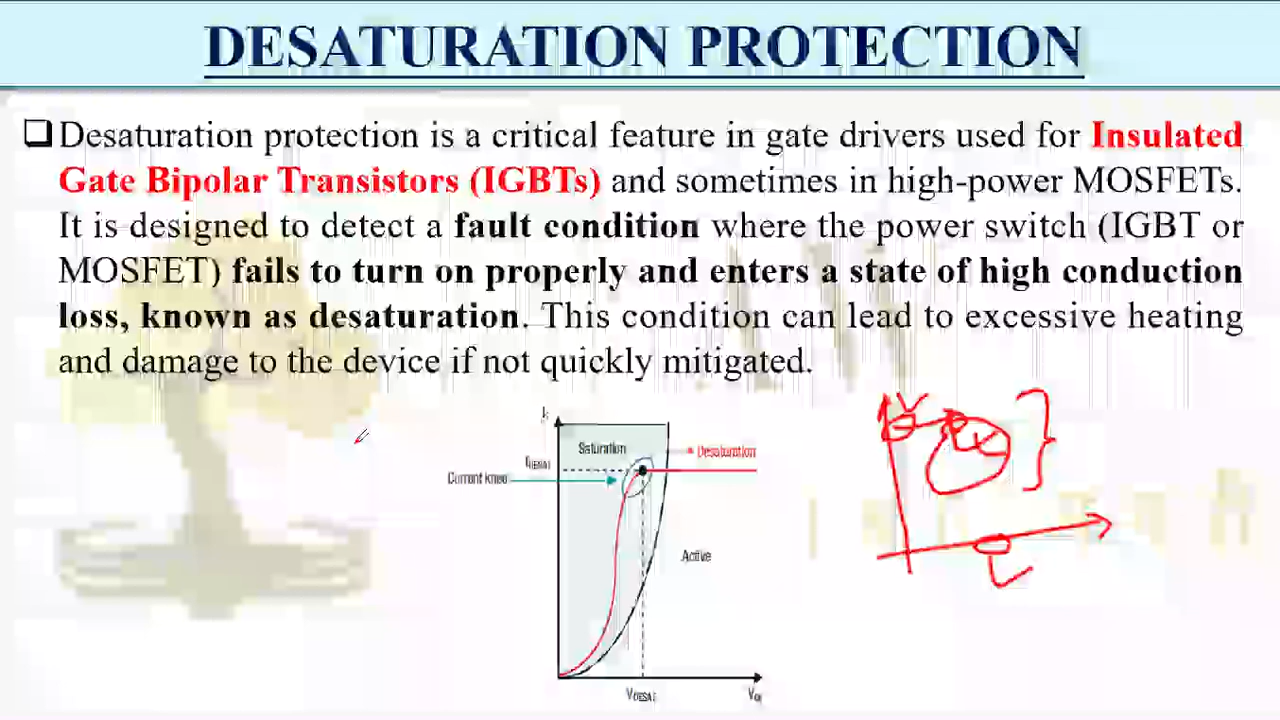 DESATURATION PROTECTION
❑ Desaturation protection is a critical feature in gate drivers used for Insulated
Gate Bipolar Transistors (IGBTs) and sometimes in high-power MOSFETs.
It is designed to detect a fault condition where the power switch (IGBT or
MOSFET) fails to turn on properly and enters a state of high conduction
loss, known as desaturation. This condition can lead to excessive heating
and damage to the device if not quickly mitigated.
Saturation
Desaturation
Current knee
Active